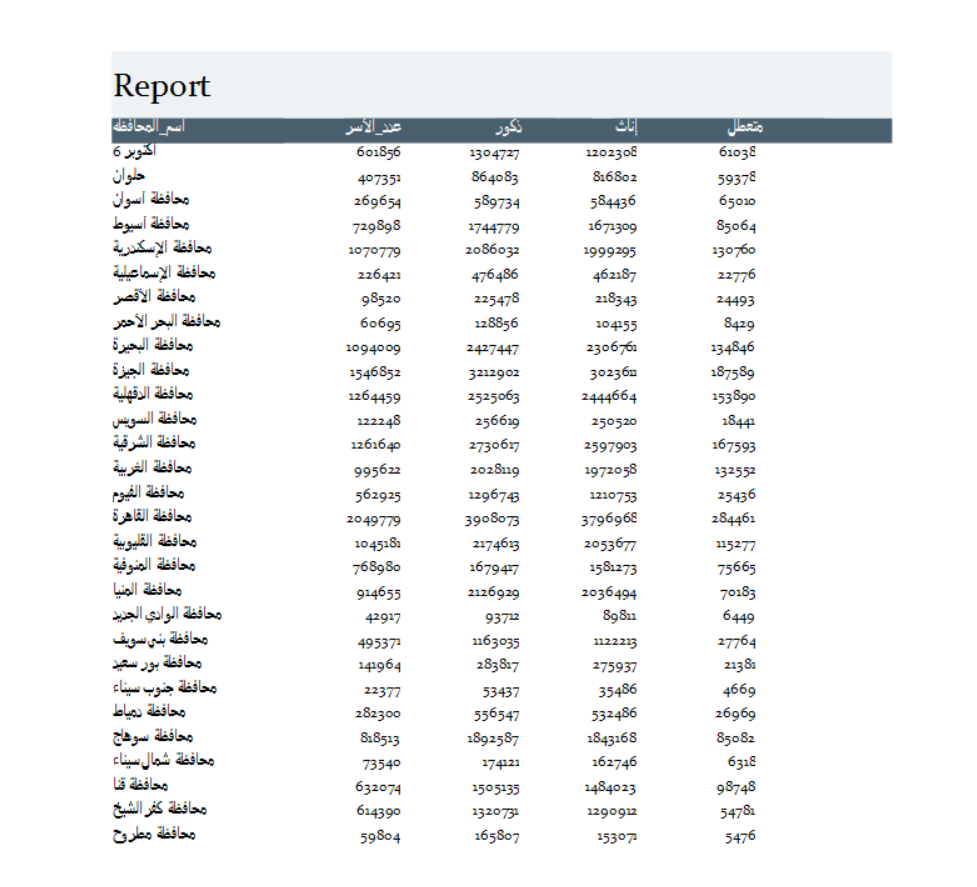 Report
اسم_المحافظه عدد_الأسر ذكور إناث متعطل
6 اكتوبر 601856 1304727 1202308 61038
حلوان 407351 864083 816802 59378
محافظة أسوان 269654 589734 584436 65010
محافظة أسيوط 729898 1744779 1671309 85064
محافظة الإسكندرية 1070779 2086032 1999295 130760
محافظة الإسماعيلية 226421 476486 462187 22776
محافظة الأقصر 98520 225478 218343 24493
محافظة البحر الأحمر 60695 128856 104155 8429
محافظة البحيرة 1094009 2427447 2306761 134846
محافظة الجيزة 1546852 3212902 3023611 187589
محافظة الدقهلية 1264459 2525063 2444664 153890
محافظة السويس 122248 256619 250520 18441
محافظة الشرقية 1261640 2730617 2597903 167593
محافظة الغربية 995622 2028119 1972058 132552
محافظة الفيوم 562925 1296743 1210753 25436
محافظة القاهرة 2049779 3908073 3796968 284461
محافظة القليوبية 1045181 2174613 2053677 115277
محافظة المنوفية 768980 1679417 1581273 75665
محافظة المنيا 914655 2126929 2036494 70183
محافظة الوادي الجديد 42917 93712 89811 6449
محافظة بني سويف 495371 1163035 1122213 27764
محافظة بور سعيد 141964 283817 275937 21381
محافظة جنوب سيناء 22377 53437 35486 4669
محافظة دمياط 282300 556547 532486 26969
محافظة سوهاج 818513 1892587 1843168 85082
محافظة شمال سيناء 73540 174121 162746 6318
محافظة قنا 632074 1505135 1484023 98748
محافظة كفر الشيخ 614390 1320731 1290912 54781
محافظة مطروح 59804 165807 153071 5476